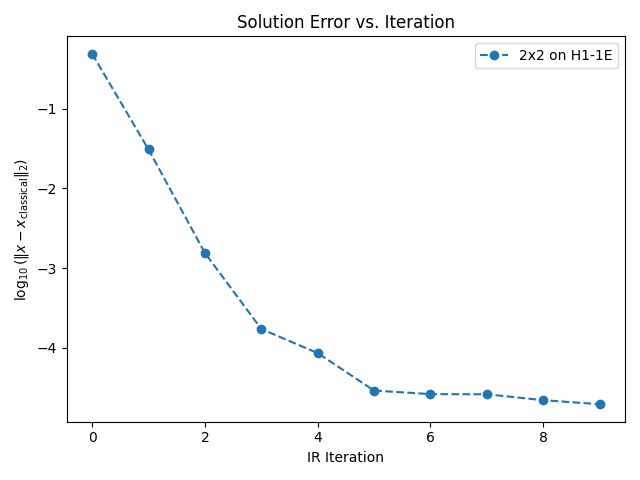 Solution Error vs. Iteration
2x2 on H1-1E
log₁₀ (‖x − x_classical‖₂)
−1
−2
−3
−4
0 2 4 6 8
IR Iteration